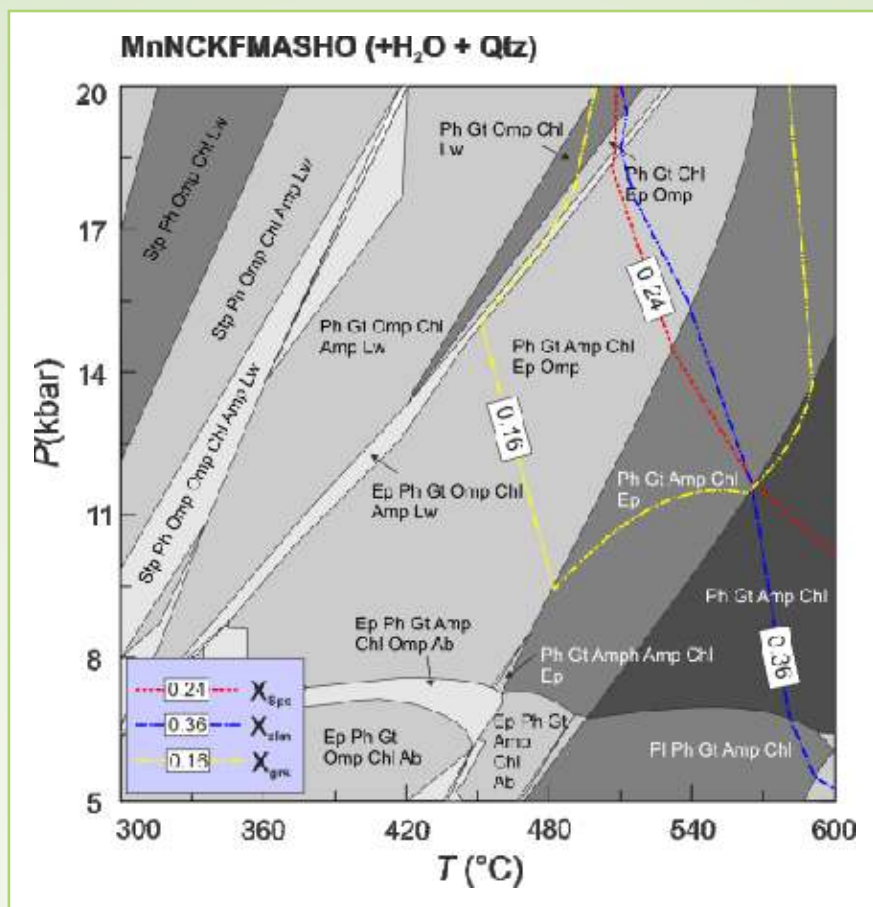 MnNCKFMASHO (+H₂O + Qtz)
P(kbar)
20
17
14
11
8
5
300
360
420
480
540
600
T (°C)
Stp Ph Omp Chl Lw
Stp Ph Omp Chl Amp Lw
Stp Ph Omp Omp Chl Amp Lw
Ph Gt Omp Chl
Lw
Ph Gt Chl
Ep Omp
Ph Gt Omp Chl
Amp Lw
Ph Gt Amp Chl
Ep Omp
0.24
0.16
Ep Ph Gt Omp Chl
Amp Lw
Ph Gt Amp Chl
Ep
Ph Gt Amp Chl
Ep Ph Gt Amp
Chl Omp Ab
Ph Gt Amph Amp Chl
Ep
0.36
Ep Ph Gt
Omp Chl Ab
Ep Ph Gt
Amp
Chl
Ab
Pl Ph Gt Amp Chl
0.24 X
0.36 X
0.16 X